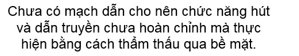 Chưa có mạch dẫn cho nên chức năng hút
và dẫn truyền chưa hoàn chỉnh mà thực
hiện bằng cách thẩm thấu qua bề mặt.